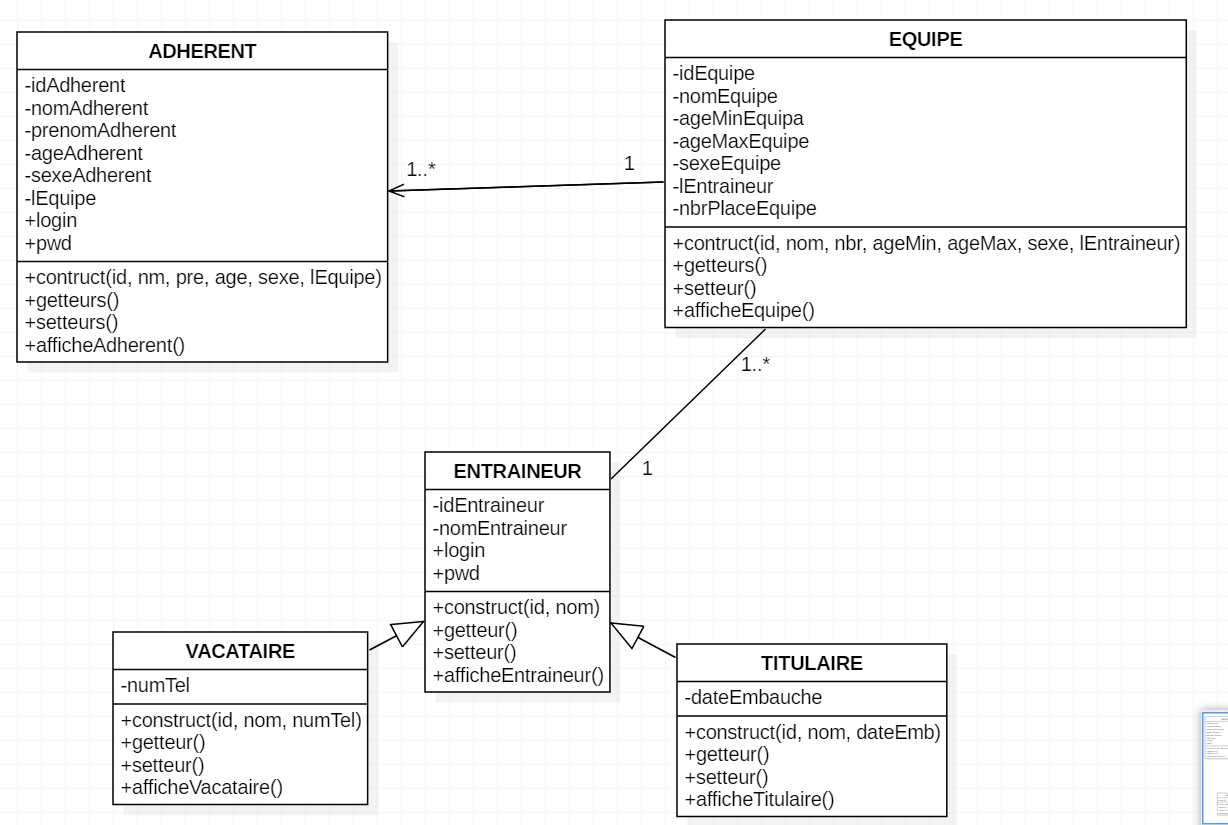 ADHERENT
-idAdherent
-nomAdherent
-prenomAdherent
-ageAdherent
-sexeAdherent
-lEquipe
+login
+pwd
+contruct(id, nm, pre, age, sexe, lEquipe)
+getteurs()
+setteurs()
+afficheAdherent()
1..*
1
EQUIPE
-idEquipe
-nomEquipe
-ageMinEquipa
-ageMaxEquipe
-sexeEquipe
-lEntraineur
-nbrPlaceEquipe
+contruct(id, nom, nbr, ageMin, ageMax, sexe, lEntraineur)
+getteurs()
+setteur()
+afficheEquipe()
1..*
1
ENTRAINEUR
-idEntraineur
-nomEntraineur
+login
+pwd
+construct(id, nom)
+getteur()
+setteur()
+afficheEntraineur()
VACATAIRE
-numTel
+construct(id, nom, numTel)
+getteur()
+setteur()
+afficheVacataire()
TITULAIRE
-dateEmbauche
+construct(id, nom, dateEmb)
+getteur()
+setteur()
+afficheTitulaire()